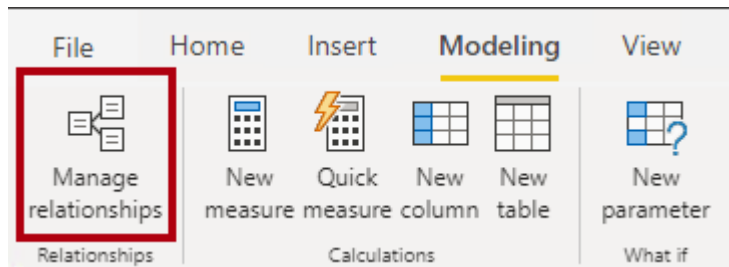 File Home Insert Modeling View
Manage New Quick New New New
relationships measure measure column table parameter
Relationships Calculations What if